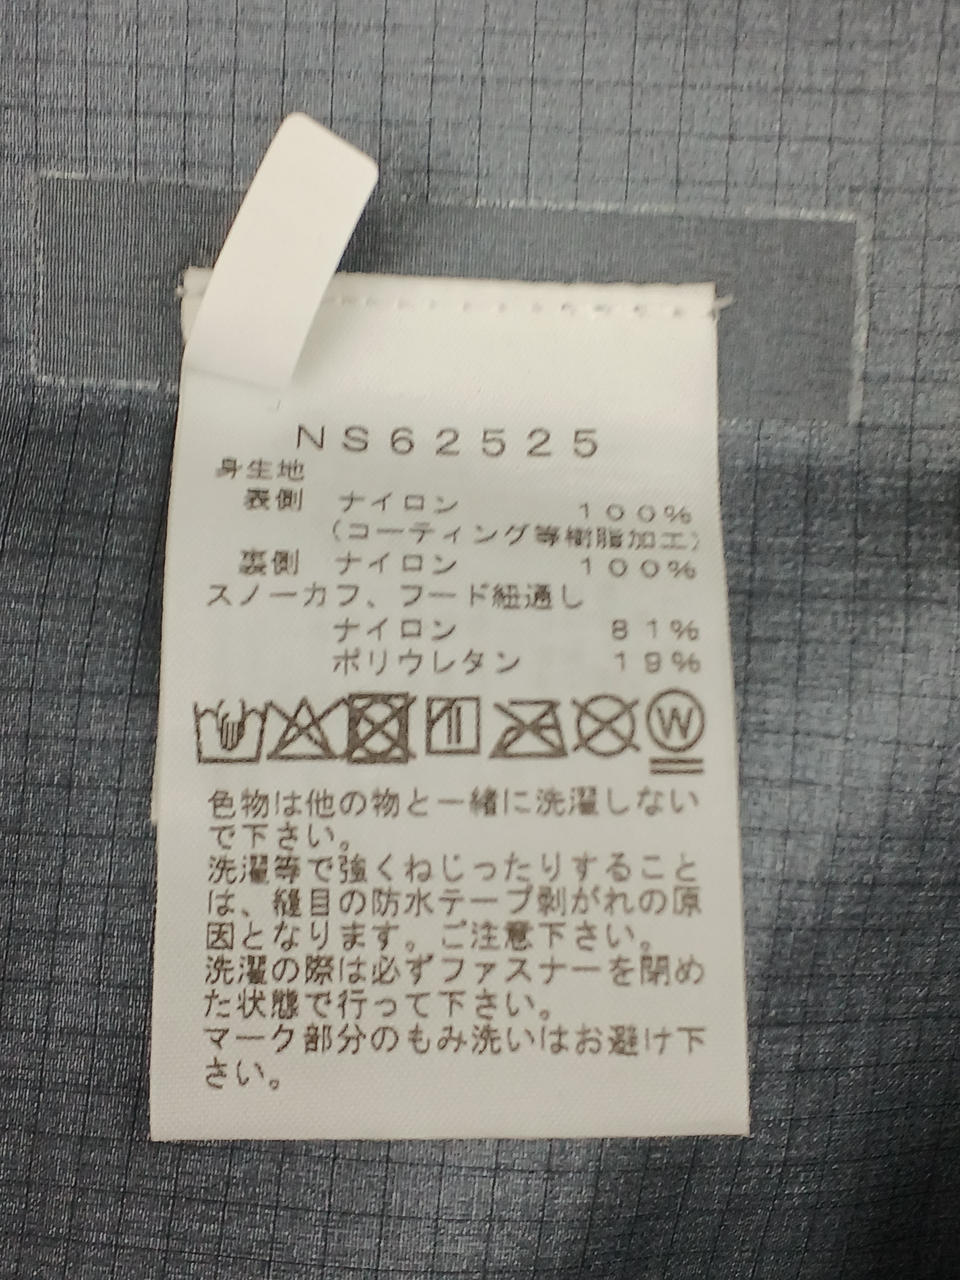 NS62525
身生地
表側 ナイロン 100%
(コーティング等樹脂加工)
裏側 ナイロン 100%
スノーカフ、フード紐通し
ナイロン 81%
ポリウレタン 19%
W
色物は他の物と一緒に洗濯しない
で下さい。
洗濯等で強くねじったりすること
は、縫目の防水テープ剥がれの原
因となります。ご注意下さい。
洗濯の際は必ずファスナーを閉め
た状態で行って下さい。
マーク部分のもみ洗いはお避け下
さい。